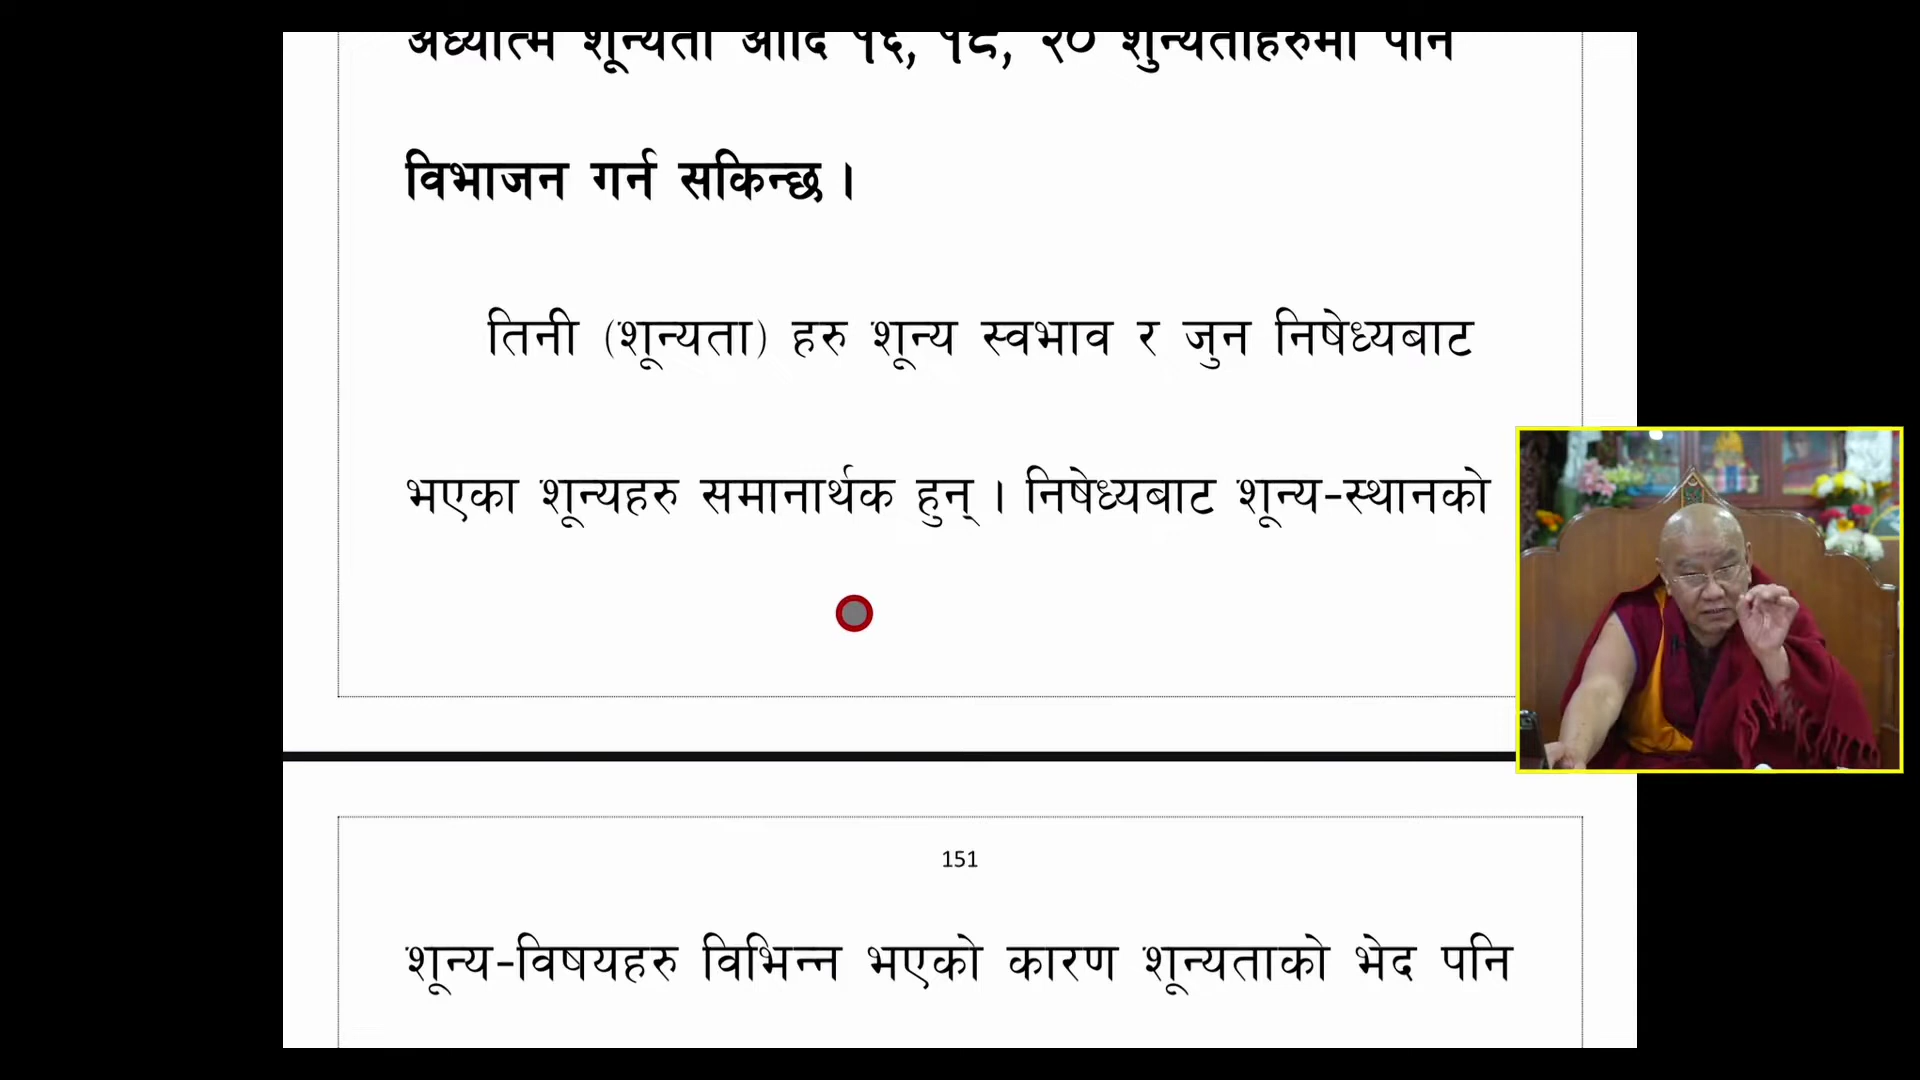 अध्यात्म शून्यता आदि १६, १८, २० शुन्यताहरुमा पनि
विभाजन गर्न सकिन्छ ।
तिनी (शून्यता) हरु शून्य स्वभाव र जुन निषेध्यबाट
भएका शून्यहरु समानार्थक हुन् । निषेध्यबाट शून्य-स्थानको
151
शून्य-विषयहरु विभिन्न भएको कारण शून्यताको भेद पनि